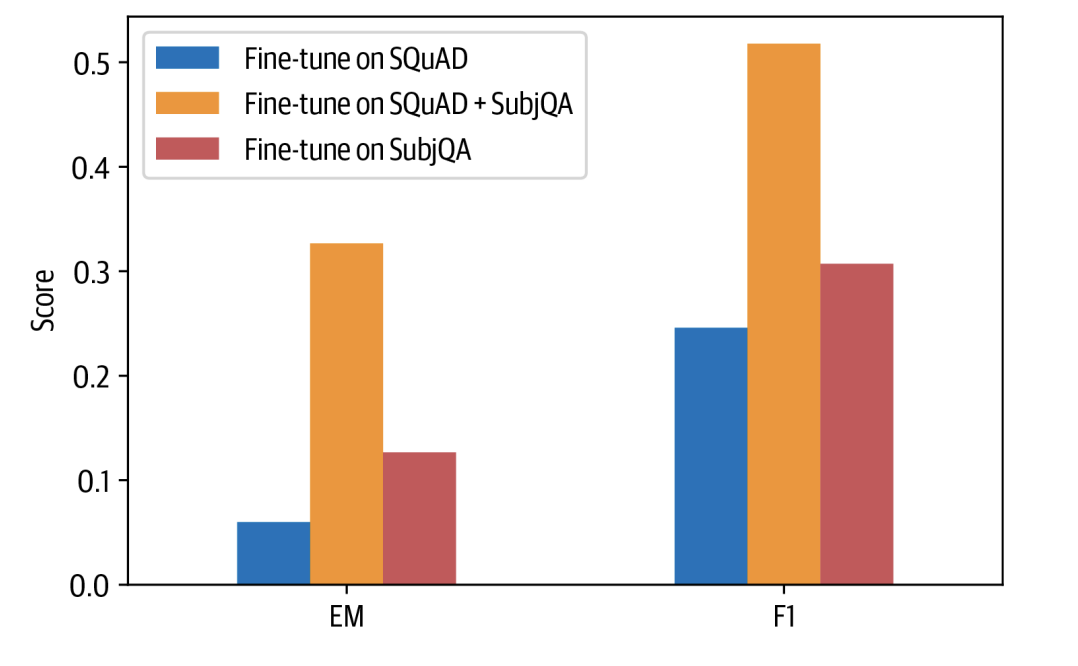 Fine-tune on SQuAD
Fine-tune on SQuAD + SubjQA
Fine-tune on SubjQA
0.5
0.4
0.3
0.2
0.1
0.0
Score
EM
F1